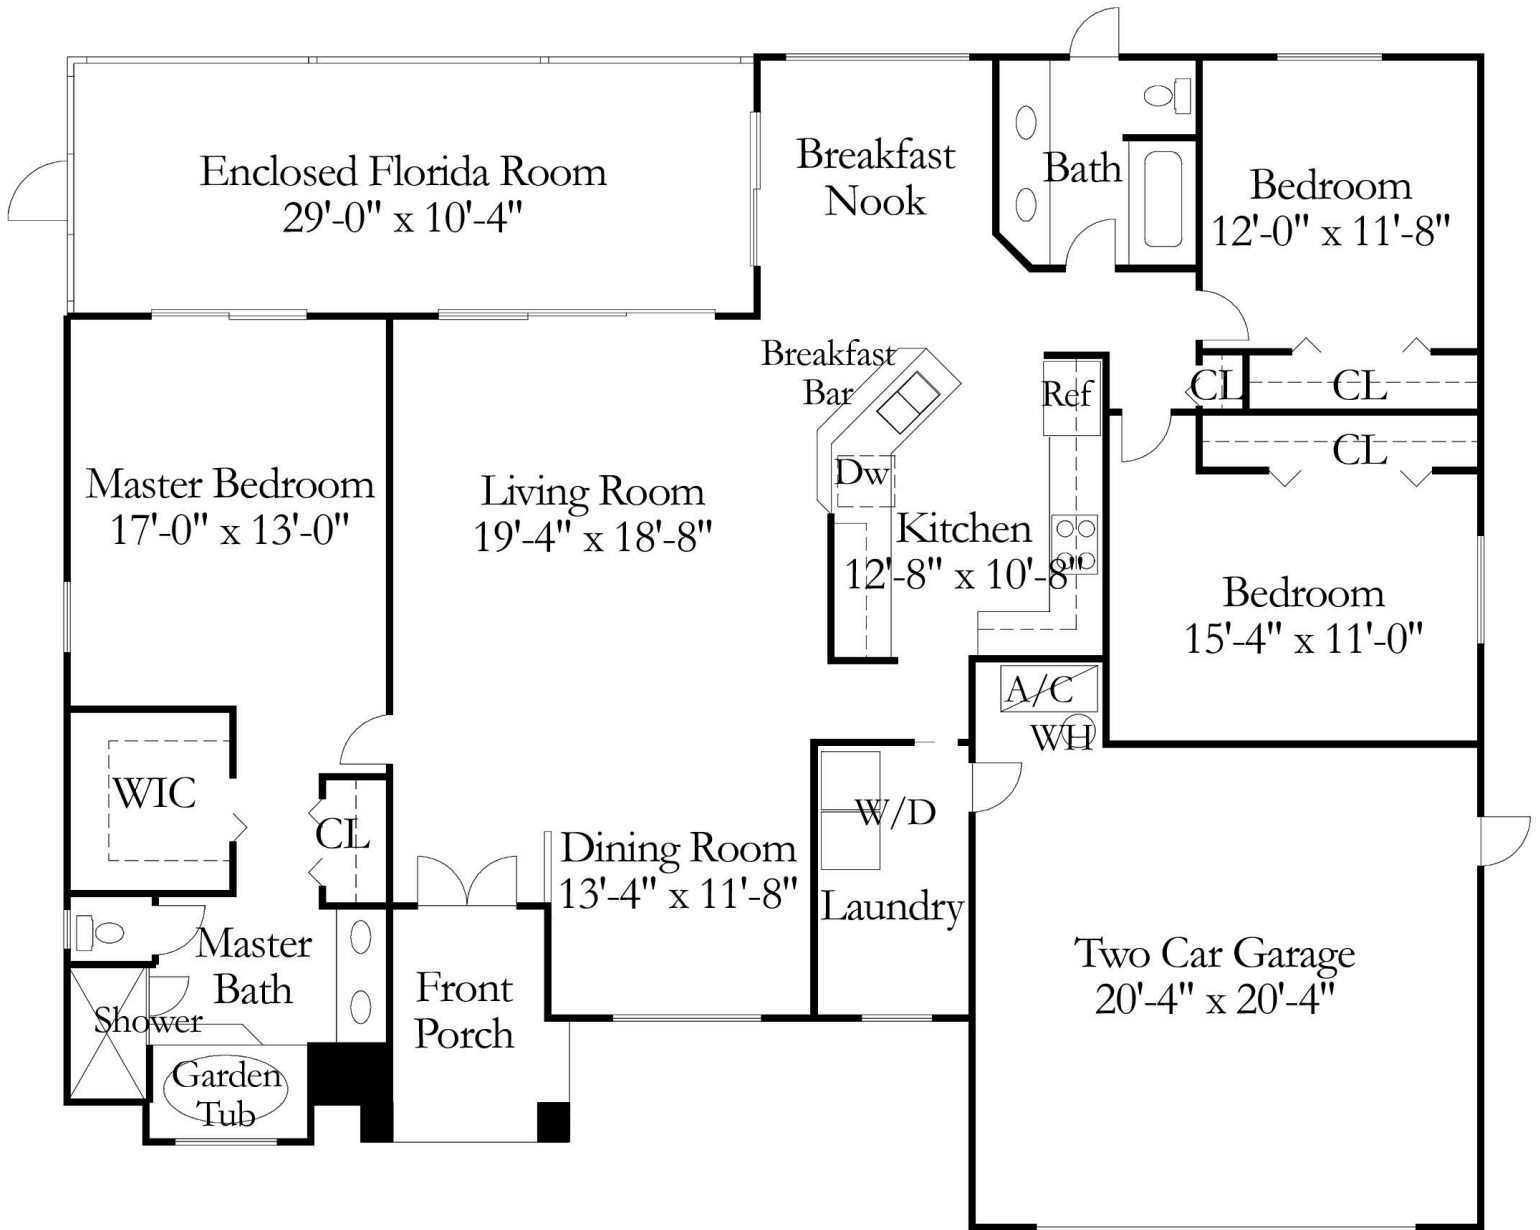 Enclosed Florida Room
29'-0" x 10'-4"
Breakfast
Nook
Bath
Bedroom
12'-0" x 11'-8"
Breakfast
Bar
Ref
CL
CL
CL
Master Bedroom
17'-0" x 13'-0"
Living Room
19'-4" x 18'-8"
Dw
Kitchen
12'-8" x 10'-8"
Bedroom
15'-4" x 11'-0"
A/C
WH
WIC
CL
W/D
Dining Room
13'-4" x 11'-8"
Laundry
Master
Bath
Shower
Garden
Tub
Front
Porch
Two Car Garage
20'-4" x 20'-4"